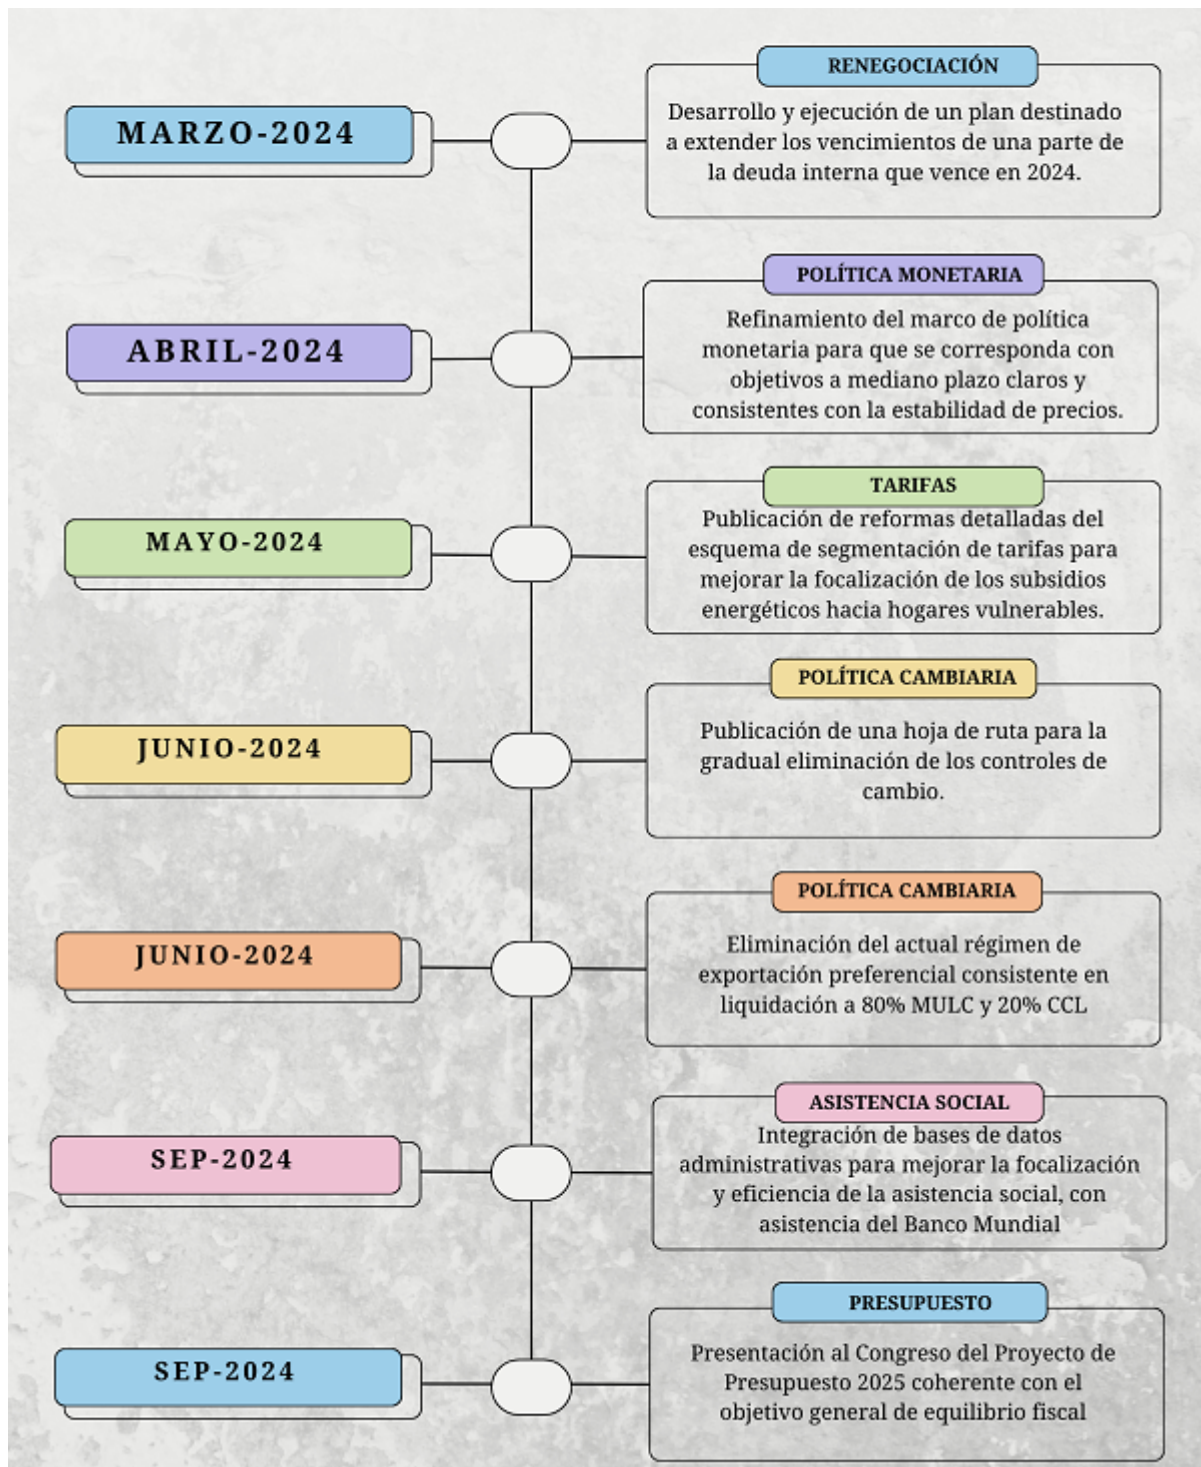 MARZO-2024
RENEGOCIACIÓN
Desarrollo y ejecución de un plan destinado
a extender los vencimientos de una parte de
la deuda interna que vence en 2024.
ABRIL-2024
POLÍTICA MONETARIA
Refinamiento del marco de política
monetaria para que se corresponda con
objetivos a mediano plazo claros y
consistentes con la estabilidad de precios.
MAYO-2024
TARIFAS
Publicación de reformas detalladas del
esquema de segmentación de tarifas para
mejorar la focalización de los subsidios
energéticos hacia hogares vulnerables.
JUNIO-2024
POLÍTICA CAMBIARIA
Publicación de una hoja de ruta para la
gradual eliminación de los controles de
cambio.
JUNIO-2024
POLÍTICA CAMBIARIA
Eliminación del actual régimen de
exportación preferencial consistente en
liquidación a 80% MULC y 20% CCL
SEP-2024
ASISTENCIA SOCIAL
Integración de bases de datos
administrativas para mejorar la focalización
y eficiencia de la asistencia social, con
asistencia del Banco Mundial
SEP-2024
PRESUPUESTO
Presentación al Congreso del Proyecto de
Presupuesto 2025 coherente con el
objetivo general de equilibrio fiscal